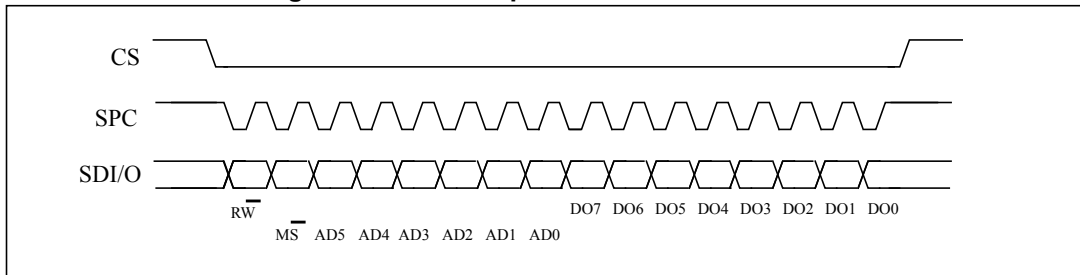 CS
SPC
SDI/O
RW
DO7 DO6 DO5 DO4 DO3 DO2 DO1 DO0
MS AD5 AD4 AD3 AD2 AD1 AD0